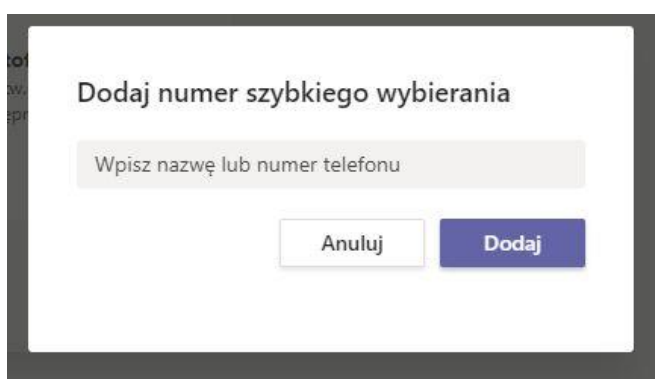 Dodaj numer szybkiego wybierania
Wpisz nazwę lub numer telefonu
Anuluj
Dodaj